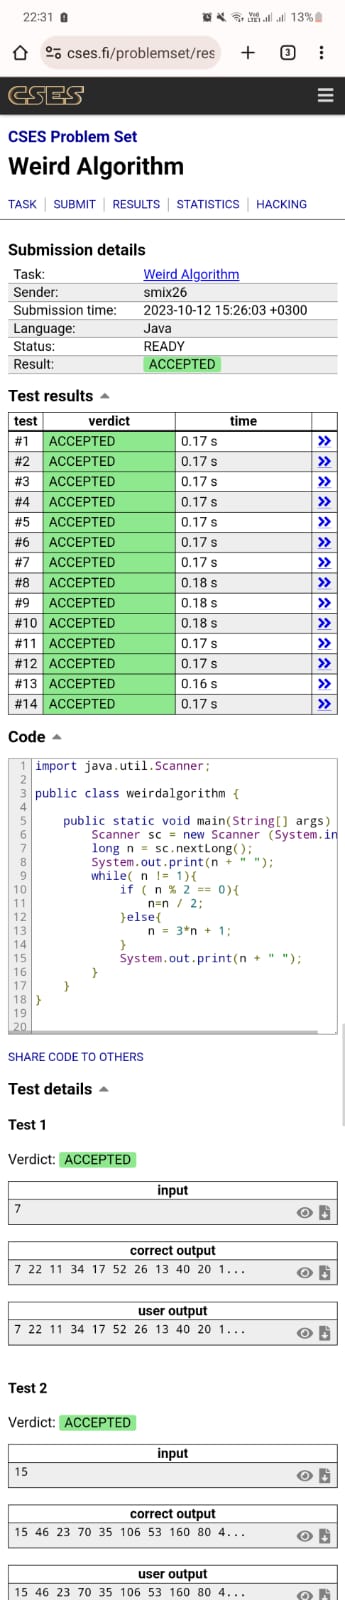 22:31 13%
cses.fi/problemset/res 3
CSES
CSES Problem Set
Weird Algorithm
TASK | SUBMIT | RESULTS | STATISTICS | HACKING
Submission details
Task: Weird Algorithm
Sender: smix26
Submission time: 2023-10-12 15:26:03 +0300
Language: Java
Status: READY
Result: ACCEPTED
Test results
test verdict time
#1 ACCEPTED 0.17 s »
#2 ACCEPTED 0.17 s »
#3 ACCEPTED 0.17 s »
#4 ACCEPTED 0.17 s »
#5 ACCEPTED 0.17 s »
#6 ACCEPTED 0.17 s »
#7 ACCEPTED 0.17 s »
#8 ACCEPTED 0.18 s »
#9 ACCEPTED 0.18 s »
#10 ACCEPTED 0.18 s »
#11 ACCEPTED 0.17 s »
#12 ACCEPTED 0.17 s »
#13 ACCEPTED 0.16 s »
#14 ACCEPTED 0.17 s »
Code
1 import java.util.Scanner;
2
3 public class weirdalgorithm {
4
5     public static void main(String[] args)
6         Scanner sc = new Scanner (System.in
7         long n = sc.nextLong();
8         System.out.print(n + " ");
9         while( n != 1){
10             if ( n % 2 == 0){
11                 n=n / 2;
12             }else{
13                 n = 3*n + 1;
14             }
15             System.out.print(n + " ");
16         }
17     }
18 }
19
20
SHARE CODE TO OTHERS
Test details
Test 1
Verdict: ACCEPTED
input
7
correct output
7 22 11 34 17 52 26 13 40 20 1...
user output
7 22 11 34 17 52 26 13 40 20 1...
Test 2
Verdict: ACCEPTED
input
15
correct output
15 46 23 70 35 106 53 160 80 4...
user output
15 46 23 70 35 106 53 160 80 4...